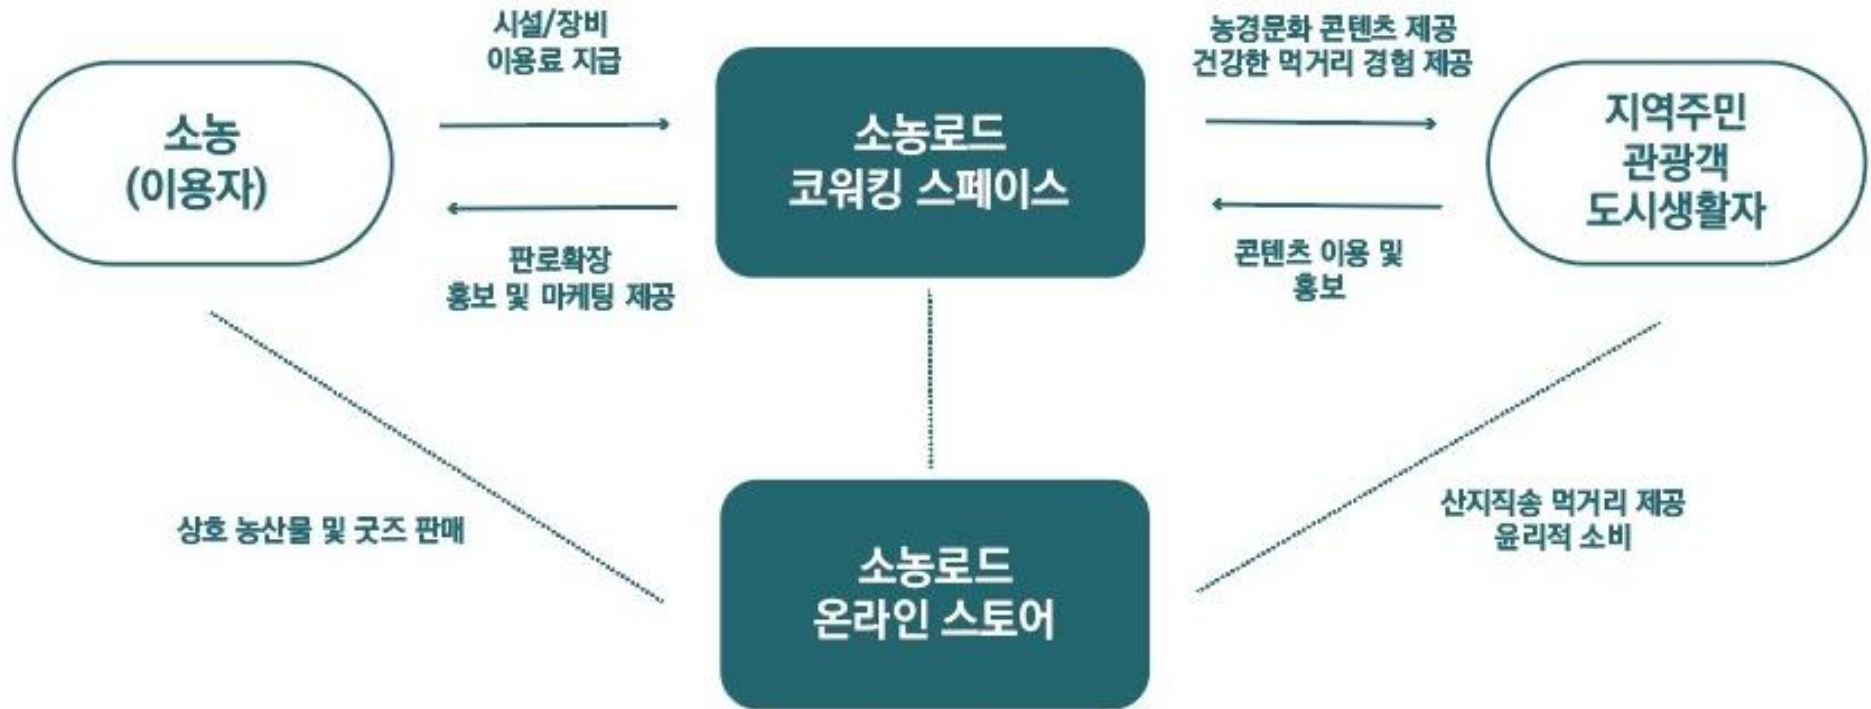 시설/장비
이용료 지급
농경문화 콘텐츠 제공
건강한 먹거리 경험 제공
소농
(이용자)
소농로드
코워킹 스페이스
지역주민
관광객
도시생활자
판로확장
홍보 및 마케팅 제공
콘텐츠 이용 및
홍보
상호 농산물 및 굿즈 판매
산지직송 먹거리 제공
윤리적 소비
소농로드
온라인 스토어